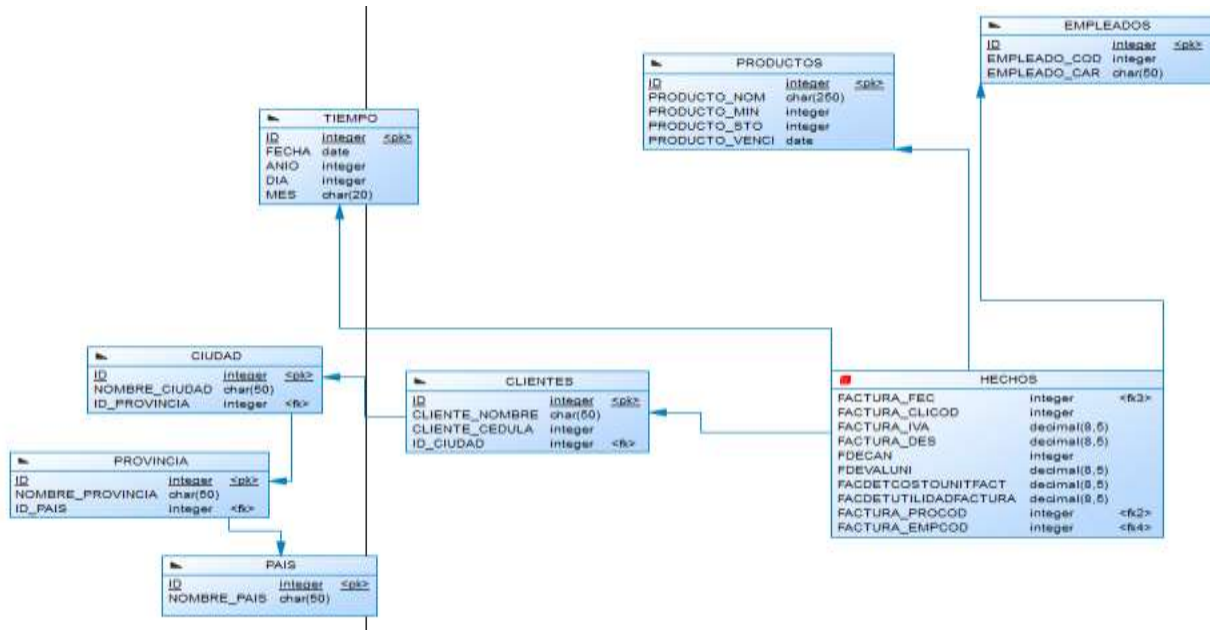 EMPLEADOS
ID integer <pk>
EMPLEADO_COD integer
EMPLEADO_CAR char(50)
PRODUCTOS
ID integer <pk>
PRODUCTO_NOM char(250)
PRODUCTO_MIN integer
PRODUCTO_STO integer
PRODUCTO_VENCI date
TIEMPO
ID integer <pk>
FECHA date
ANIO integer
DIA integer
MES char(20)
CIUDAD
ID integer <pk>
NOMBRE_CIUDAD char(50)
ID_PROVINCIA integer <fk>
CLIENTES
ID integer <pk>
CLIENTE_NOMBRE char(50)
CLIENTE_CEDULA integer
ID_CIUDAD integer <fk>
HECHOS
FACTURA_FEC integer <fk3>
FACTURA_CLICOD integer
FACTURA_IVA decimal(8,5)
FACTURA_DES decimal(8,5)
FDECAN integer
FDEVALUNI decimal(8,5)
FACDETCOSTOUNITFACT decimal(8,5)
FACDETUTILIDADFACTURA decimal(8,5)
FACTURA_PROCOD integer <fk2>
FACTURA_EMPCOD integer <fk4>
PROVINCIA
ID integer <pk>
NOMBRE_PROVINCIA char(50)
ID_PAIS integer <fk>
PAIS
ID integer <pk>
NOMBRE_PAIS char(50)